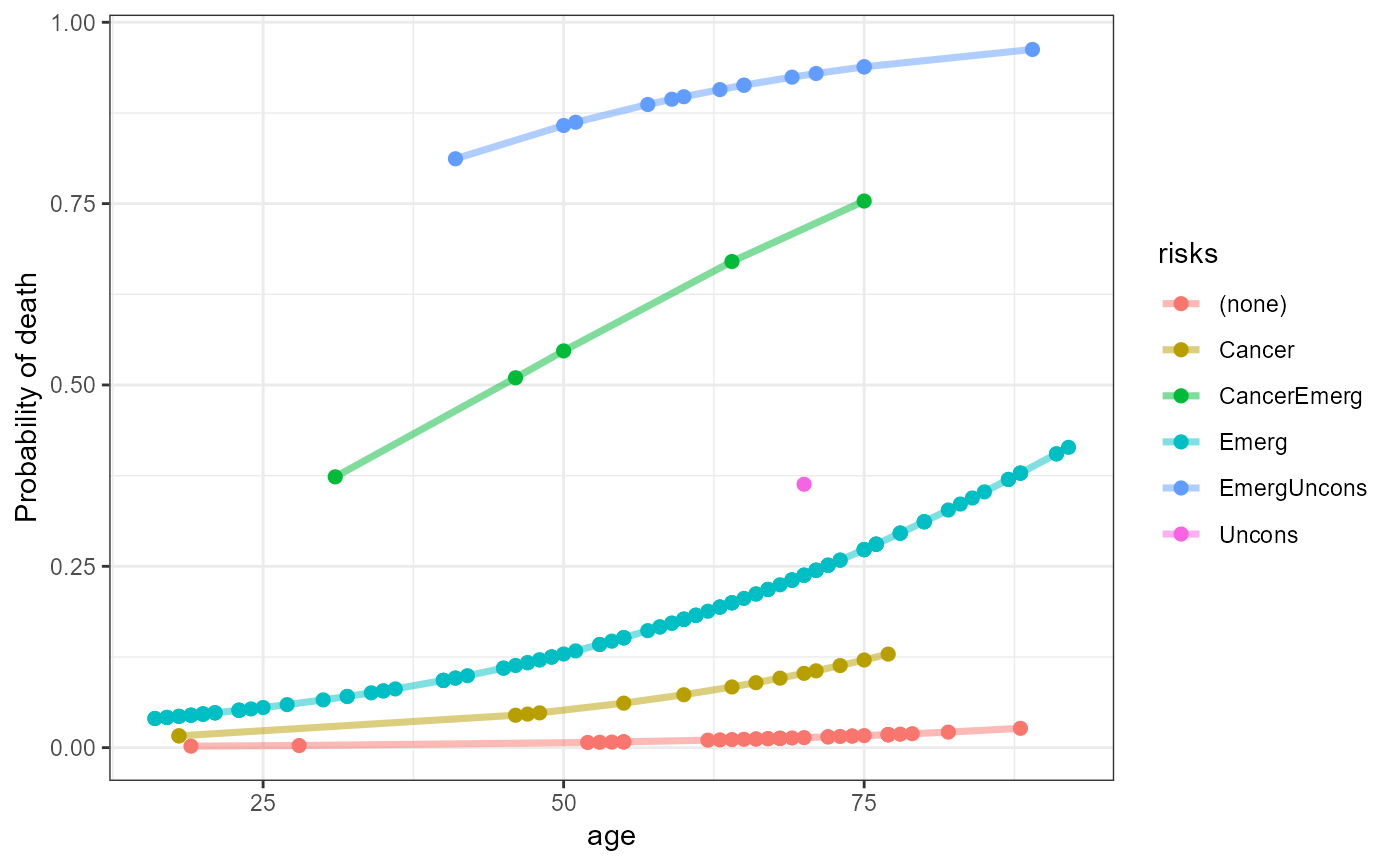 Probability of death
1.00
0.75
0.50
0.25
0.00
25 50 75
age
risks
(none)
Cancer
CancerEmerg
Emerg
EmergUncons
Uncons